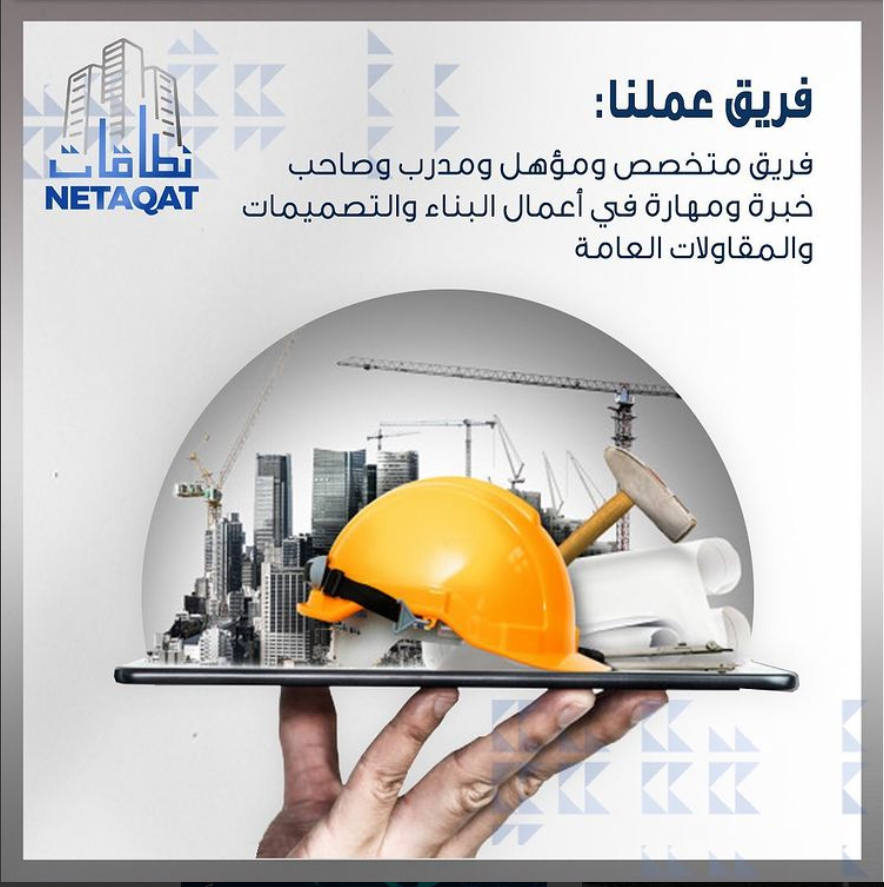 نطاقات
NETAQAT
فريق عملنا:
فريق متخصص ومؤهل ومدرب وصاحب
خبرة ومهارة في أعمال البناء والتصميمات
والمقاولات العامة